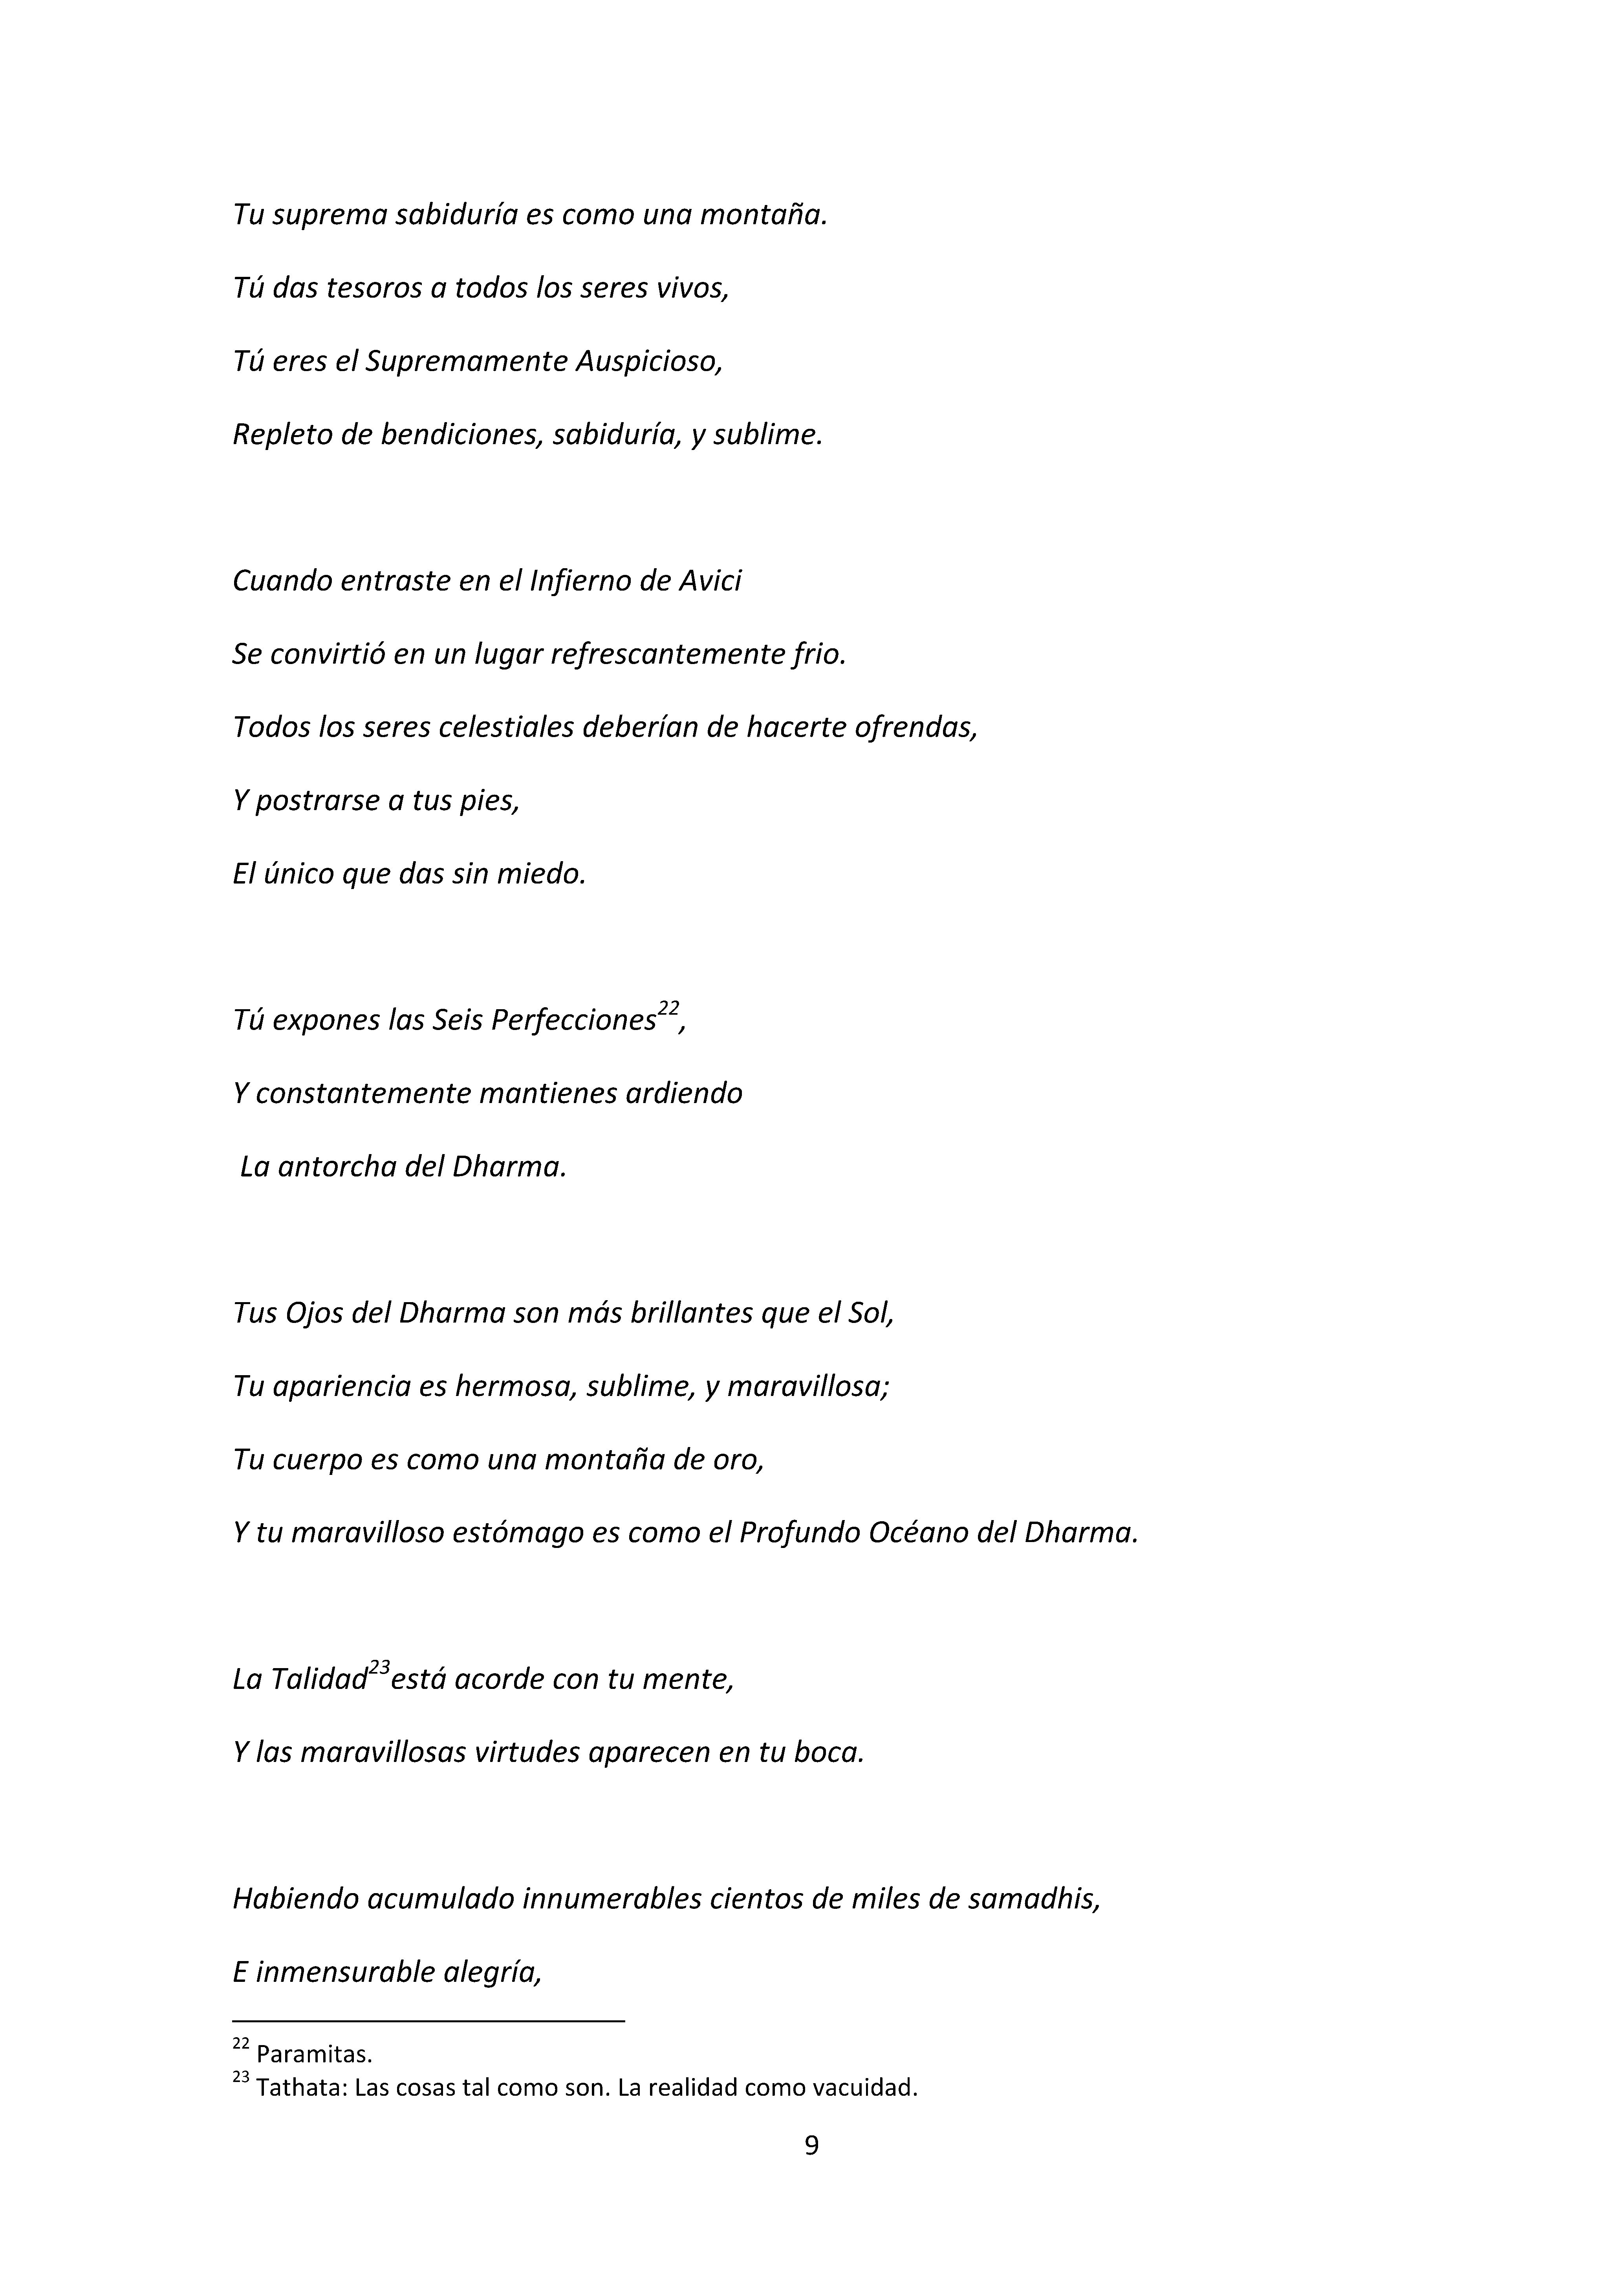 Tu suprema sabiduría es como una montaña.
Tú das tesoros a todos los seres vivos,
Tú eres el Supremamente Auspicioso,
Repleto de bendiciones, sabiduría, y sublime.
Cuando entraste en el Infierno de Avici
Se convirtió en un lugar refrescantemente frio.
Todos los seres celestiales deberían de hacerte ofrendas,
Y postrarse a tus pies,
El único que das sin miedo.
Tú expones las Seis Perfecciones22,
Y constantemente mantienes ardiendo
La antorcha del Dharma.
Tus Ojos del Dharma son más brillantes que el Sol,
Tu apariencia es hermosa, sublime, y maravillosa;
Tu cuerpo es como una montaña de oro,
Y tu maravilloso estómago es como el Profundo Océano del Dharma.
La Talidad23está acorde con tu mente,
Y las maravillosas virtudes aparecen en tu boca.
Habiendo acumulado innumerables cientos de miles de samadhis,
E inmensurable alegría,
22 Paramitas.
23 Tathata: Las cosas tal como son. La realidad como vacuidad.
9